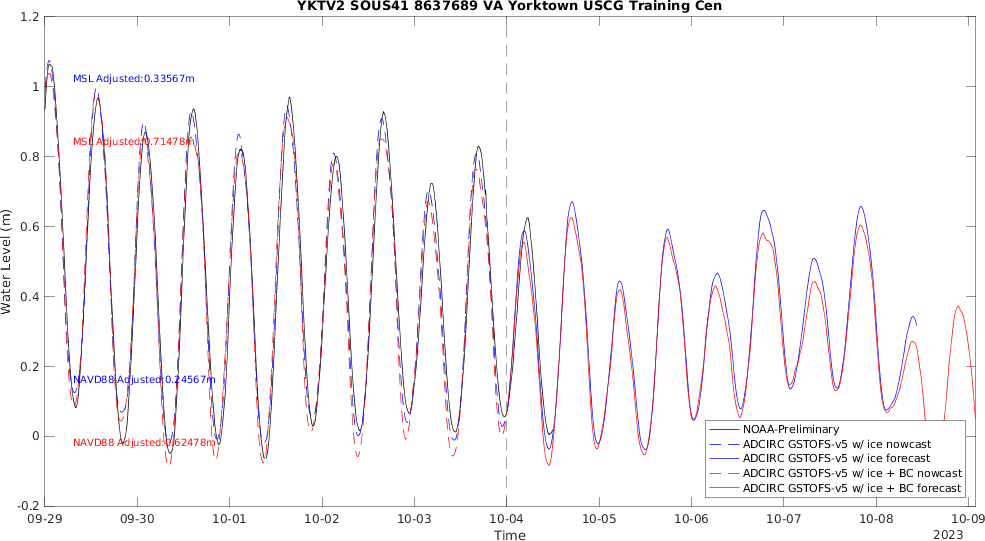 YKTV2 SOUS41 8637689 VA Yorktown USCG Training Cen
1.2
1
0.8
0.6
0.4
0.2
0
-0.2
Water Level (m)
MSL Adjusted:0.33567m
MSL Adjusted:0.71478m
NAVD88 Adjusted:0.24567m
NAVD88 Adjusted:0.62478m
NOAA-Preliminary
ADCIRC GSTOFS-v5 w/ ice nowcast
ADCIRC GSTOFS-v5 w/ ice forecast
ADCIRC GSTOFS-v5 w/ ice + BC nowcast
ADCIRC GSTOFS-v5 w/ ice + BC forecast
09-29
09-30
10-01
10-02
10-03
10-04
10-05
10-06
10-07
10-08
10-09
Time
2023